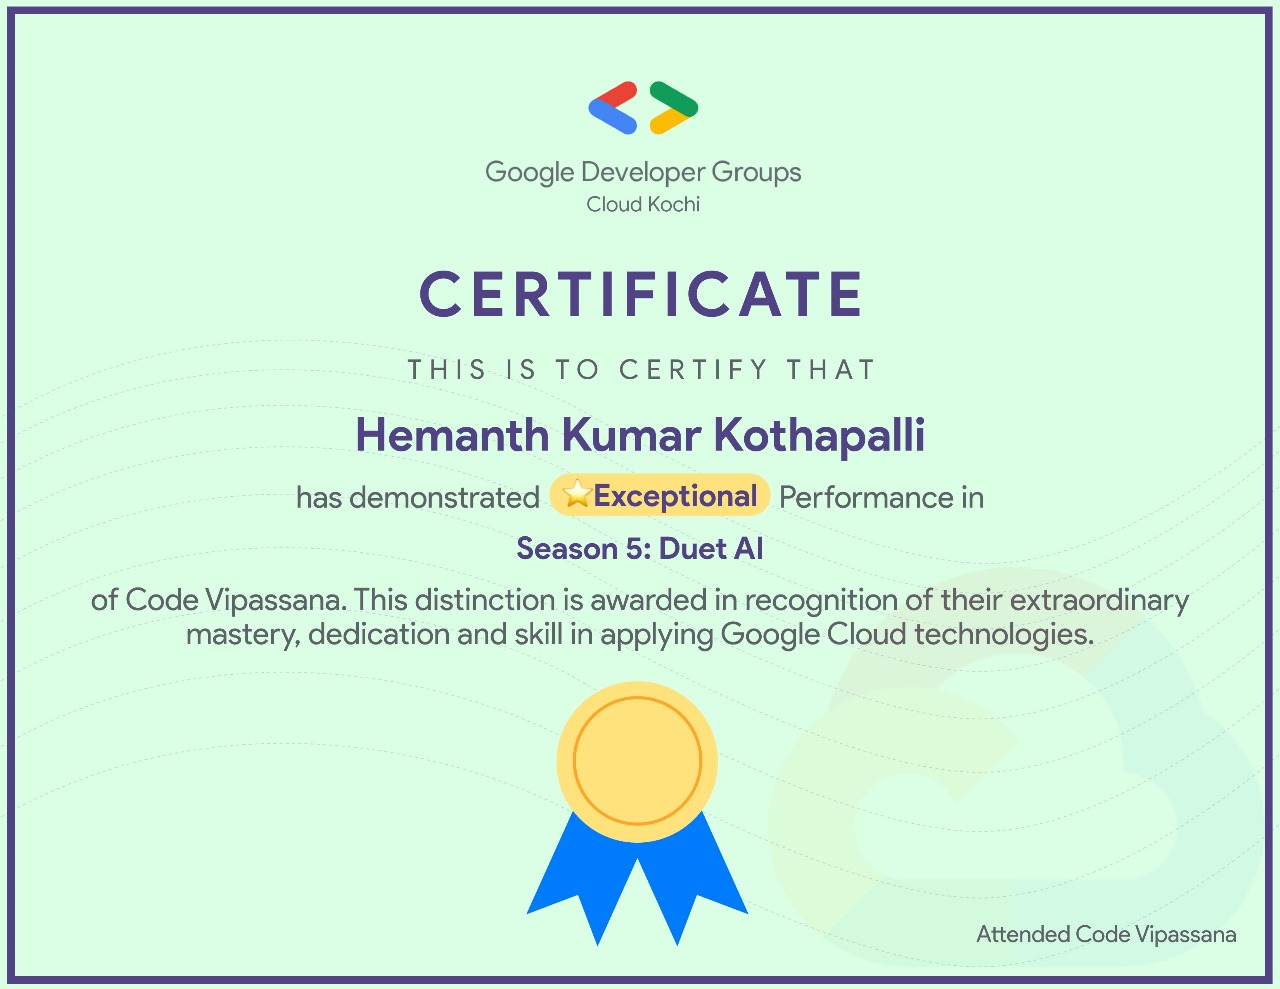 Google Developer Groups
Cloud Kochi
CERTIFICATE
THIS IS TO CERTIFY THAT
Hemanth Kumar Kothapalli
has demonstrated ⭐Exceptional Performance in
Season 5: Duet AI
of Code Vipassana. This distinction is awarded in recognition of their extraordinary
mastery, dedication and skill in applying Google Cloud technologies.
Attended Code Vipassana